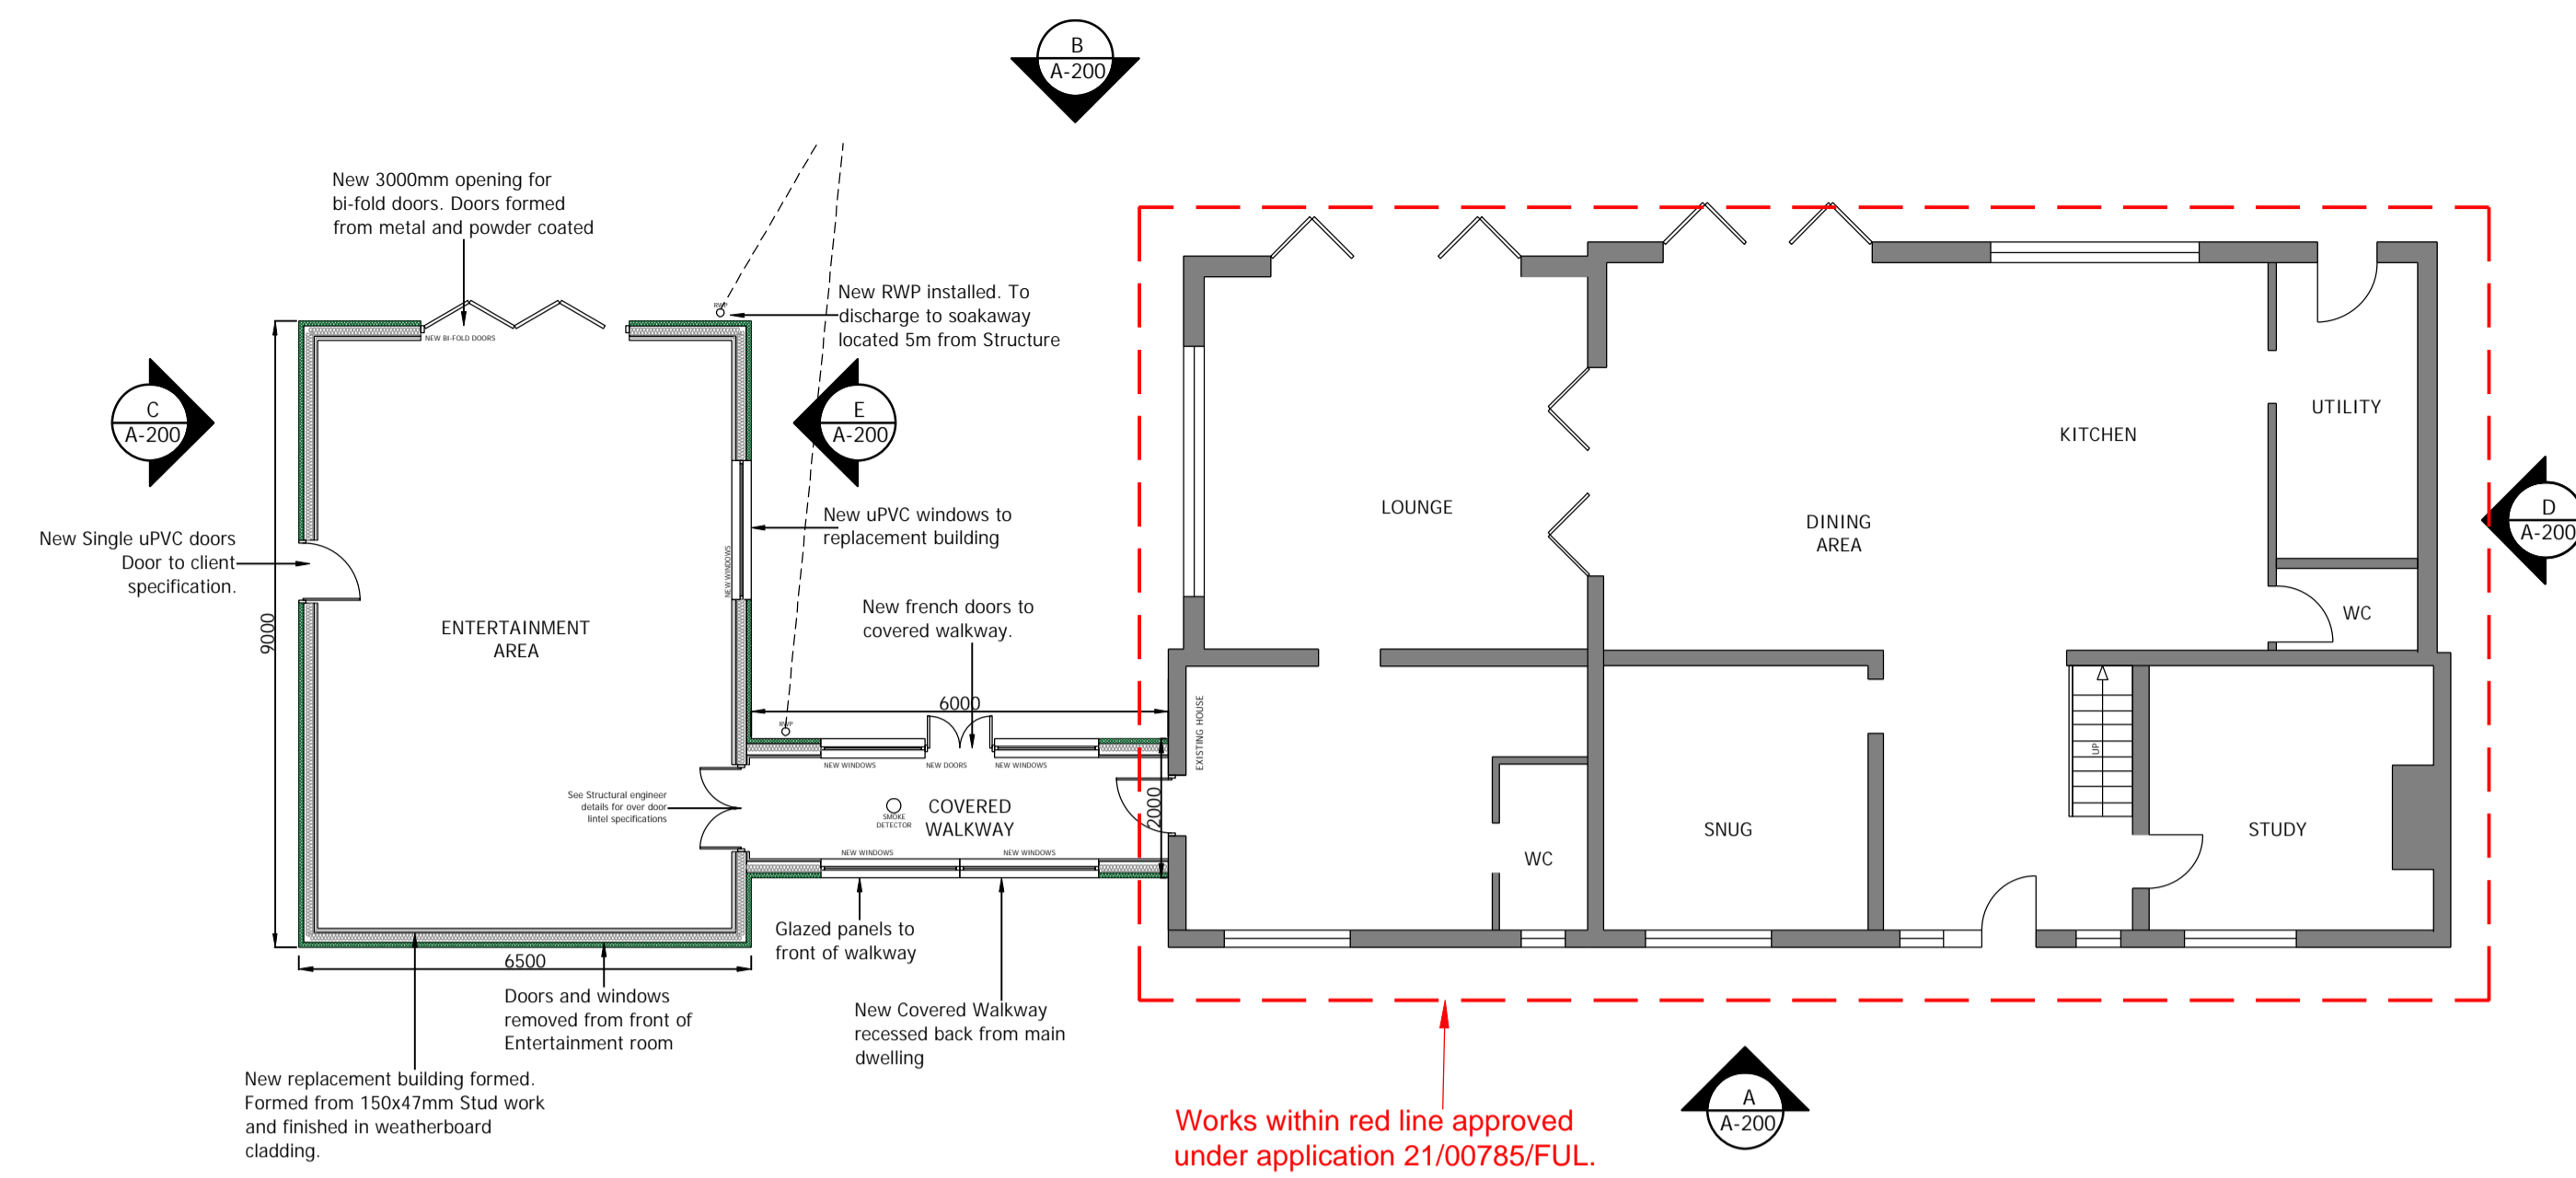 B
A-200
New 3000mm opening for
bi-fold doors. Doors formed
from metal and powder coated
RWP
New RWP installed. To
discharge to soakaway
located 5m from Structure
NEW BI-FOLD DOORS
C
A-200
E
A-200
New Single uPVC doors
Door to client
specification.
9000
ENTERTAINMENT
AREA
NEW WINDOWS
New uPVC windows to
replacement building
New french doors to
covered walkway.
6000
RWP
NEW WINDOWS
NEW DOORS
NEW WINDOWS
See Structural engineer
details for over door
lintel specifications
SMOKE
DETECTOR
COVERED
WALKWAY
2000
NEW WINDOWS
NEW WINDOWS
EXISTING HOUSE
LOUNGE
DINING
AREA
KITCHEN
UTILITY
WC
D
A-200
UP
WC
SNUG
STUDY
6500
Glazed panels to
front of walkway
Doors and windows
removed from front of
Entertainment room
New Covered Walkway
recessed back from main
dwelling
New replacement building formed.
Formed from 150x47mm Stud work
and finished in weatherboard
cladding.
Works within red line approved
under application 21/00785/FUL.
A
A-200